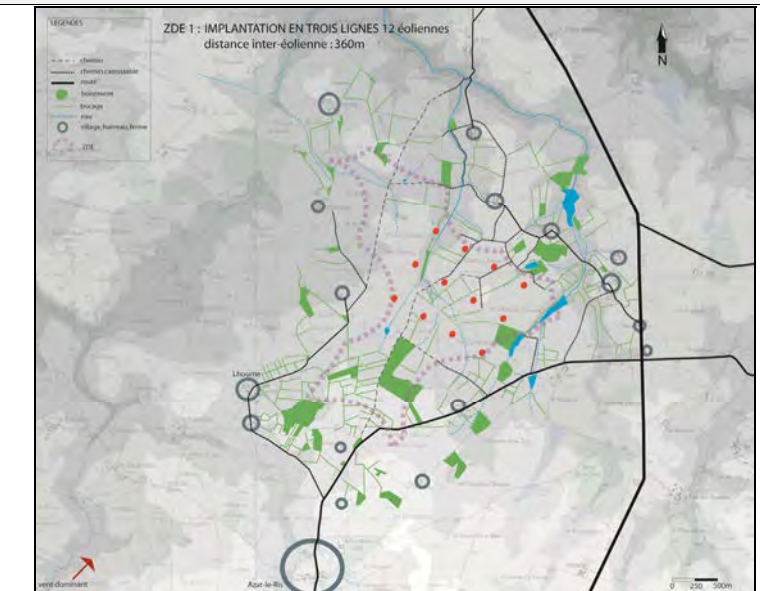 LEGENDES
ZDE 1 : IMPLANTATION EN TROIS LIGNES 12 éoliennes
distance inter-éolienne : 360m
N
chemin
chemin carrossable
route
boisement
bocage
eau
village, hameau, ferme
ZDE
Lhourne
Azat-le-Ris
vent dominant
0 250 500m